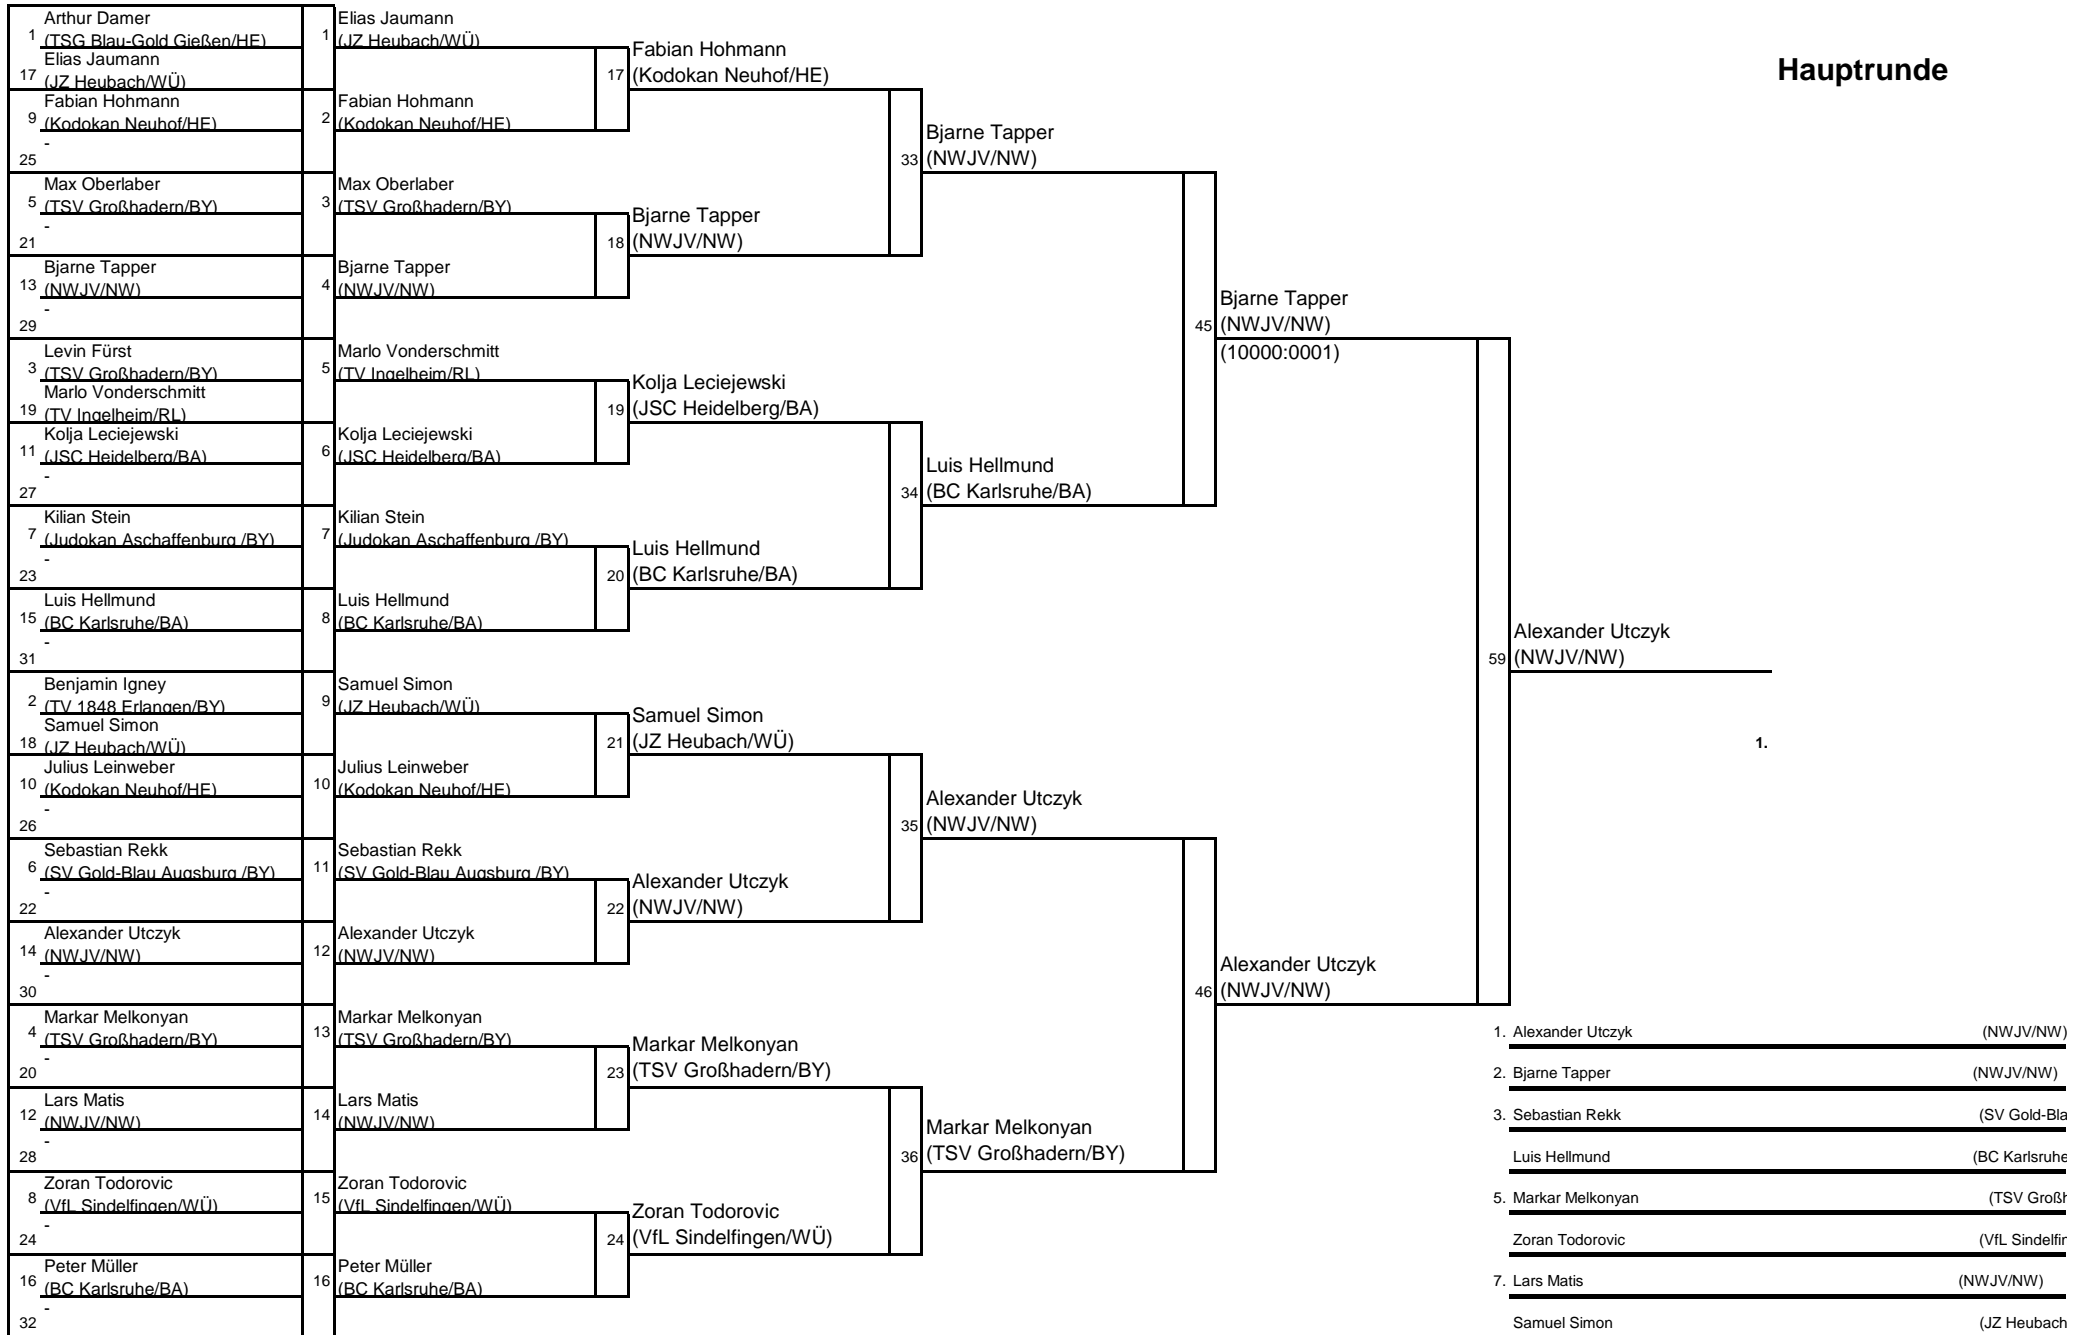 Hauptrunde
1
Arthur Damer
(TSG Blau-Gold Gießen/HE)
17
Elias Jaumann
(JZ Heubach/WÜ)
9
Fabian Hohmann
(Kodokan Neuhof/HE)
25
-
5
Max Oberlaber
(TSV Großhadern/BY)
21
-
13
Bjarne Tapper
(NWJV/NW)
29
-
3
Levin Fürst
(TSV Großhadern/BY)
19
Marlo Vonderschmitt
(TV Ingelheim/RL)
11
Kolja Leciejewski
(JSC Heidelberg/BA)
27
-
7
Kilian Stein
(Judokan Aschaffenburg /BY)
23
-
15
Luis Hellmund
(BC Karlsruhe/BA)
31
-
2
Benjamin Igney
(TV 1848 Erlangen/BY)
18
Samuel Simon
(JZ Heubach/WÜ)
10
Julius Leinweber
(Kodokan Neuhof/HE)
26
-
6
Sebastian Rekk
(SV Gold-Blau Augsburg /BY)
22
-
14
Alexander Utczyk
(NWJV/NW)
30
-
4
Markar Melkonyan
(TSV Großhadern/BY)
20
-
12
Lars Matis
(NWJV/NW)
28
-
8
Zoran Todorovic
(VfL Sindelfingen/WÜ)
24
-
16
Peter Müller
(BC Karlsruhe/BA)
32
-
1
Elias Jaumann
(JZ Heubach/WÜ)
2
Fabian Hohmann
(Kodokan Neuhof/HE)
3
Max Oberlaber
(TSV Großhadern/BY)
4
Bjarne Tapper
(NWJV/NW)
5
Marlo Vonderschmitt
(TV Ingelheim/RL)
6
Kolja Leciejewski
(JSC Heidelberg/BA)
7
Kilian Stein
(Judokan Aschaffenburg /BY)
8
Luis Hellmund
(BC Karlsruhe/BA)
9
Samuel Simon
(JZ Heubach/WÜ)
10
Julius Leinweber
(Kodokan Neuhof/HE)
11
Sebastian Rekk
(SV Gold-Blau Augsburg /BY)
12
Alexander Utczyk
(NWJV/NW)
13
Markar Melkonyan
(TSV Großhadern/BY)
14
Lars Matis
(NWJV/NW)
15
Zoran Todorovic
(VfL Sindelfingen/WÜ)
16
Peter Müller
(BC Karlsruhe/BA)
17
Fabian Hohmann
(Kodokan Neuhof/HE)
18
Bjarne Tapper
(NWJV/NW)
19
Kolja Leciejewski
(JSC Heidelberg/BA)
20
Luis Hellmund
(BC Karlsruhe/BA)
21
Samuel Simon
(JZ Heubach/WÜ)
22
Alexander Utczyk
(NWJV/NW)
23
Markar Melkonyan
(TSV Großhadern/BY)
24
Zoran Todorovic
(VfL Sindelfingen/WÜ)
33
Bjarne Tapper
(NWJV/NW)
34
Luis Hellmund
(BC Karlsruhe/BA)
35
Alexander Utczyk
(NWJV/NW)
36
Markar Melkonyan
(TSV Großhadern/BY)
45
Bjarne Tapper
(NWJV/NW)
(10000:0001)
46
Alexander Utczyk
(NWJV/NW)
59
Alexander Utczyk
(NWJV/NW)
1.
1. Alexander Utczyk (NWJV/NW)
2. Bjarne Tapper (NWJV/NW)
3. Sebastian Rekk (SV Gold-Bla
Luis Hellmund (BC Karlsruhe
5. Markar Melkonyan (TSV Großh
Zoran Todorovic (VfL Sindelfin
7. Lars Matis (NWJV/NW)
Samuel Simon (JZ Heubach